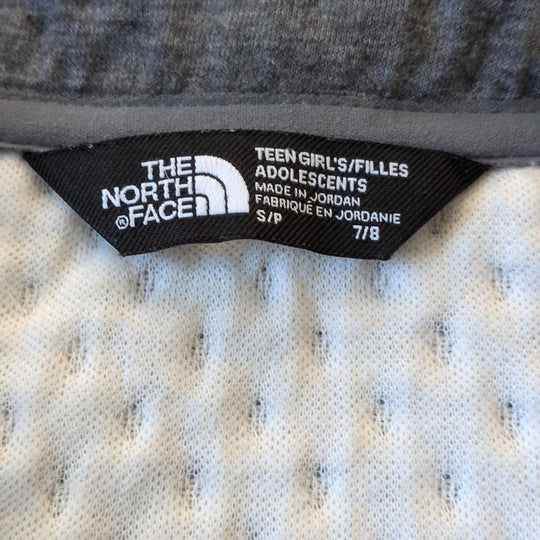 THE
NORTH
®FACE
TEEN GIRL'S/FILLES
ADOLESCENTS
MADE IN JORDAN
FABRIQUÉ EN JORDANIE
S/P 7/8